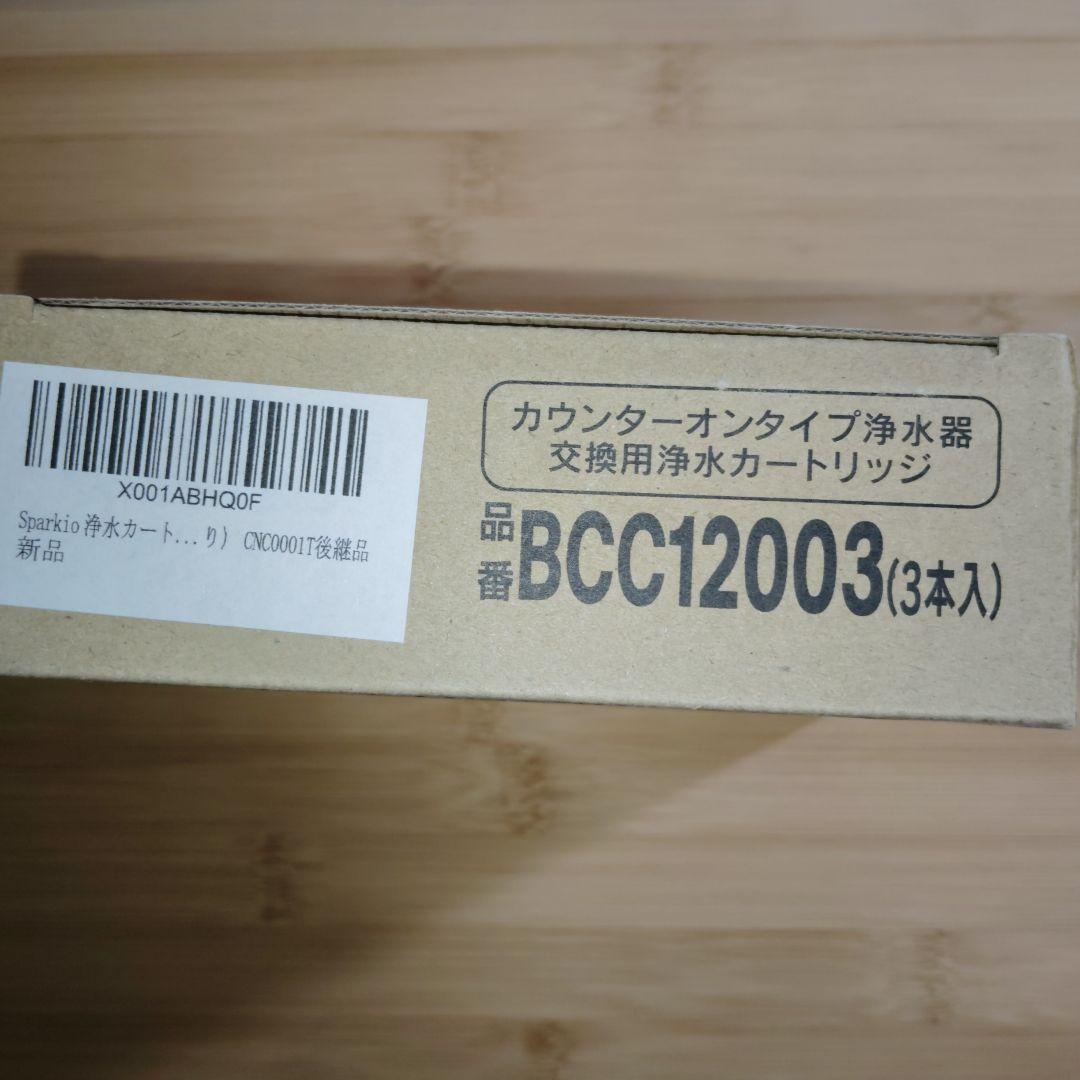 X001ABHQ0F
Sparkio 浄水カート...り) CNC0001T後継品
新品
カウンターオンタイプ浄水器
交換用浄水カートリッジ
品番BCC12003(3本入)